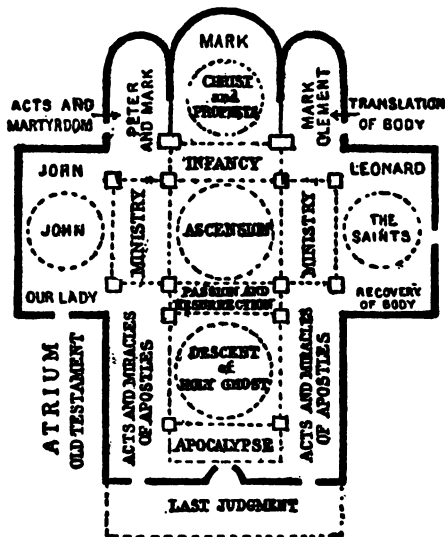 MARK
CHRIST
and
PROPHETS
PETER
AND MARK
MARK
CLEMENT
ACTS AND
MARTYRDOM
TRANSLATION
OF BODY
INFANCY
JOHN
LEONARD
JOHN
MINISTRY
ASCENSION
MINISTRY
THE
SAINTS
OUR LADY
PASSION AND
RESURRECTION
RECOVERY
OF BODY
ATRIUM
OLD TESTAMENT
ACTS AND MIRACLES
OF APOSTLES
DESCENT
of
HOLY GHOST
ACTS AND MIRACLES
OF APOSTLES
APOCALYPSE
LAST JUDGMENT